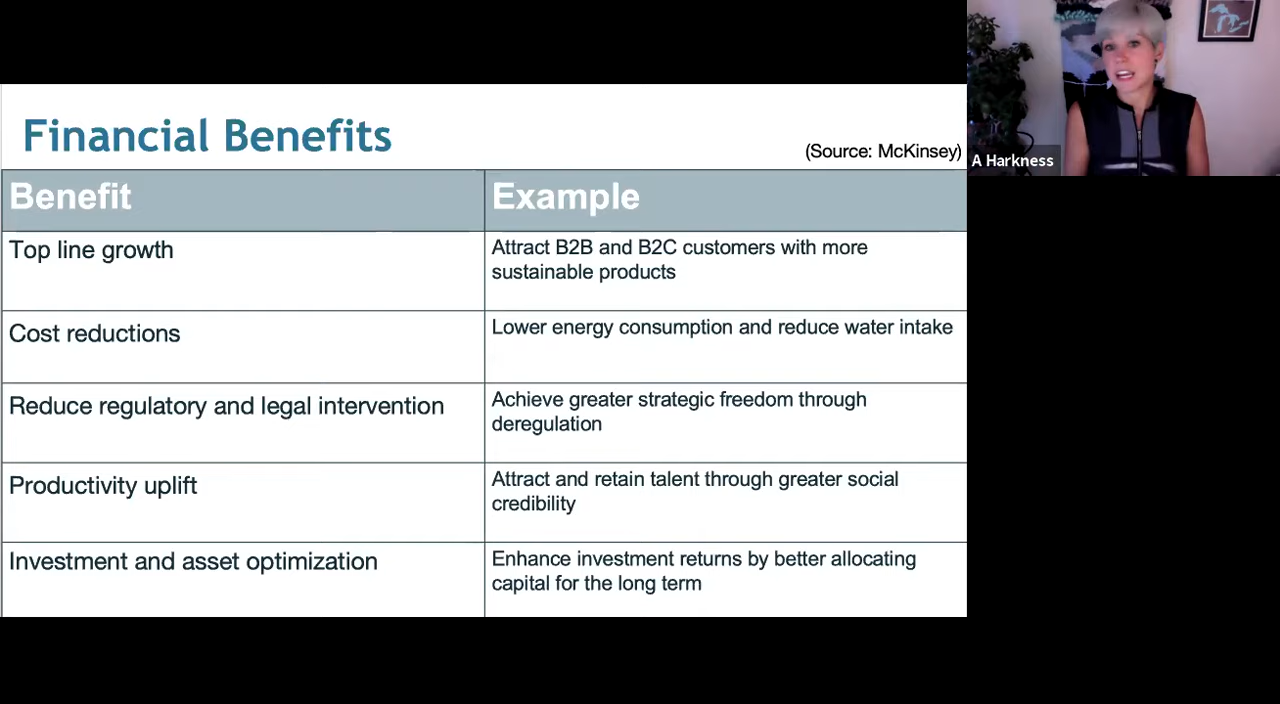 Financial Benefits
(Source: McKinsey)
A Harkness
Benefit
Example
Top line growth
Attract B2B and B2C customers with more
sustainable products
Cost reductions
Lower energy consumption and reduce water intake
Reduce regulatory and legal intervention
Achieve greater strategic freedom through
deregulation
Productivity uplift
Attract and retain talent through greater social
credibility
Investment and asset optimization
Enhance investment returns by better allocating
capital for the long term